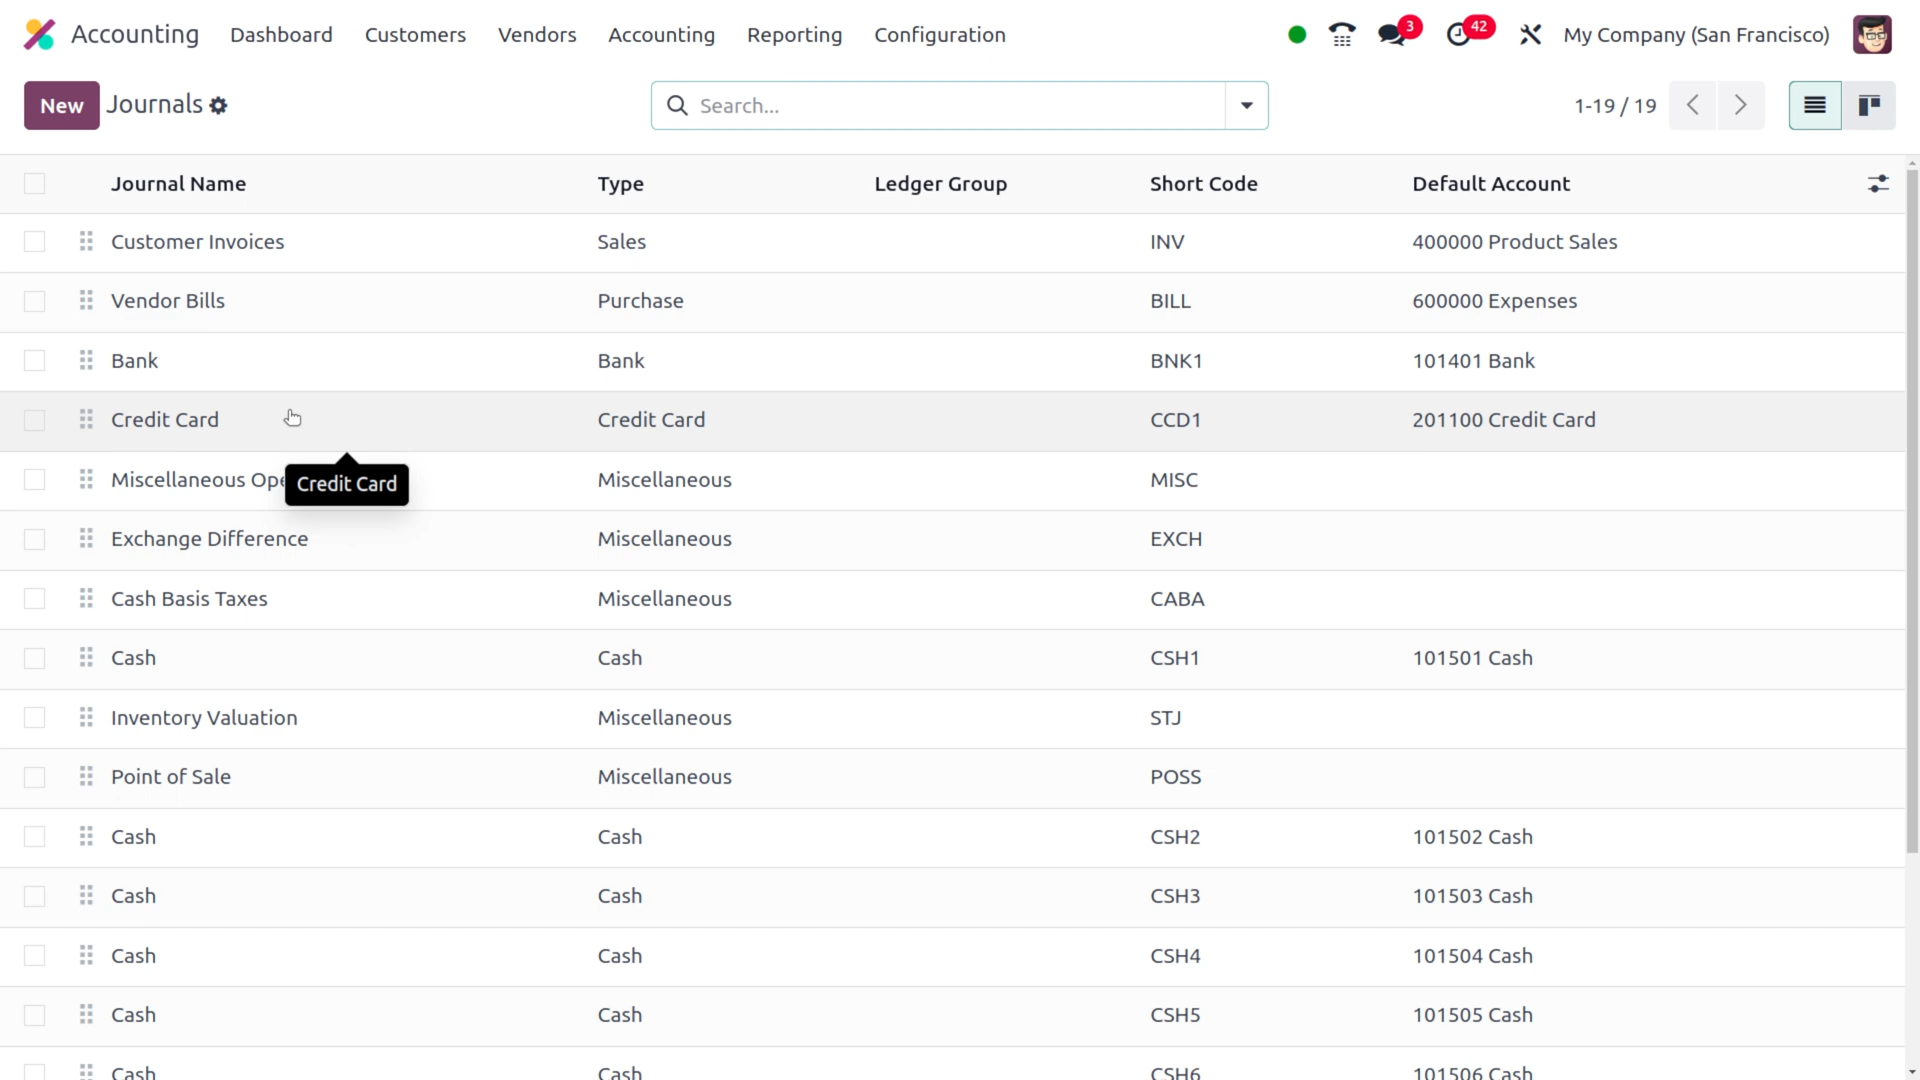 Accounting Dashboard Customers Vendors Accounting Reporting Configuration 3 42 My Company (San Francisco)
New Journals Search... 1-19 / 19
Journal Name Type Ledger Group Short Code Default Account
Customer Invoices Sales INV 400000 Product Sales
Vendor Bills Purchase BILL 600000 Expenses
Bank Bank BNK1 101401 Bank
Credit Card Credit Card CCD1 201100 Credit Card
Miscellaneous Ope Miscellaneous MISC
Credit Card
Exchange Difference Miscellaneous EXCH
Cash Basis Taxes Miscellaneous CABA
Cash Cash CSH1 101501 Cash
Inventory Valuation Miscellaneous STJ
Point of Sale Miscellaneous POSS
Cash Cash CSH2 101502 Cash
Cash Cash CSH3 101503 Cash
Cash Cash CSH4 101504 Cash
Cash Cash CSH5 101505 Cash
Cash Cash CSH6 101506 Cash